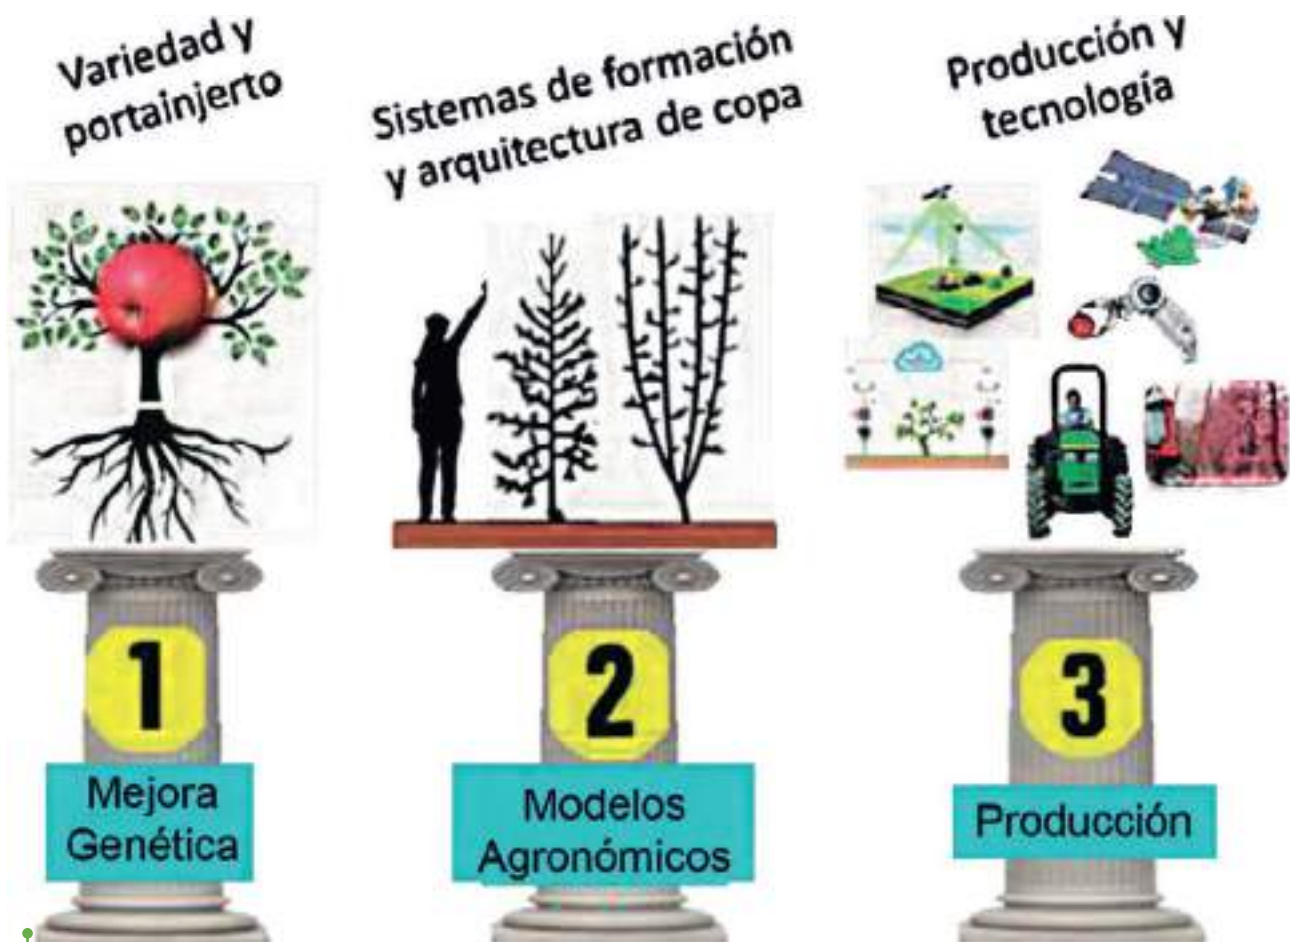 Variedad y
portainjerto
Sistemas de formación
y arquitectura de copa
Producción y
tecnología
1
2
3
Mejora
Genética
Modelos
Agronómicos
Producción